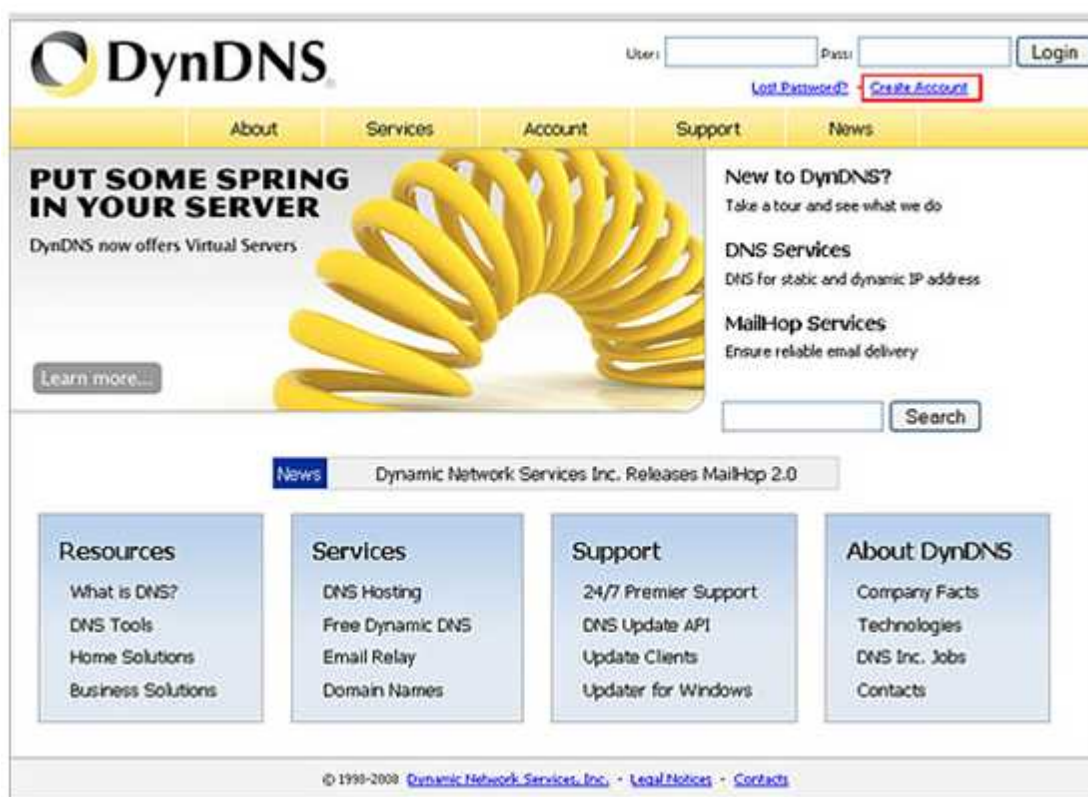 DynDNS
User: Pass: Login
Lost Password? - Create Account
About Services Account Support News
PUT SOME SPRING
IN YOUR SERVER
DynDNS now offers Virtual Servers
Learn more...
New to DynDNS?
Take a tour and see what we do
DNS Services
DNS for static and dynamic IP address
MailHop Services
Ensure reliable email delivery
Search
News Dynamic Network Services Inc. Releases MailHop 2.0
Resources
What is DNS?
DNS Tools
Home Solutions
Business Solutions
Services
DNS Hosting
Free Dynamic DNS
Email Relay
Domain Names
Support
24/7 Premier Support
DNS Update API
Update Clients
Updater for Windows
About DynDNS
Company Facts
Technologies
DNS Inc. Jobs
Contacts
© 1998-2008 Dynamic Network Services, Inc. - Legal Notices - Contacts